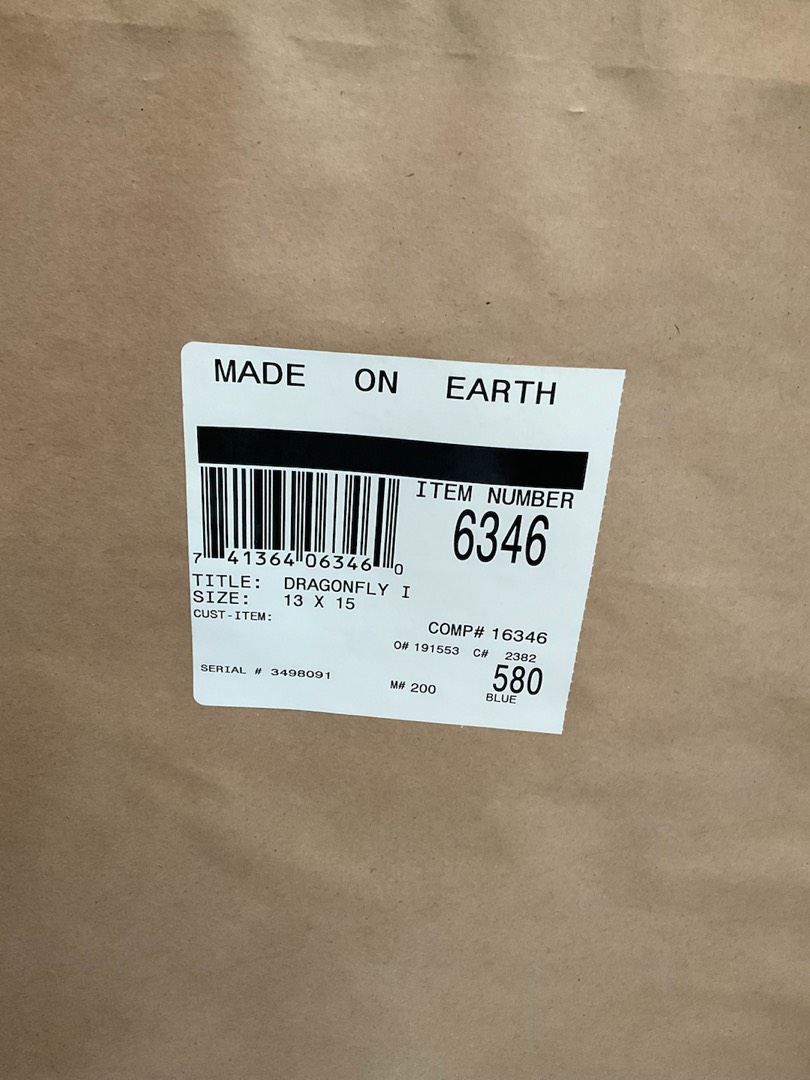 MADE ON EARTH
ITEM NUMBER
6346
7 41364 06346 0
TITLE: DRAGONFLY I
SIZE: 13 X 15
CUST-ITEM:
COMP# 16346
O# 191553 C# 2382
SERIAL # 3498091
M# 200
580
BLUE